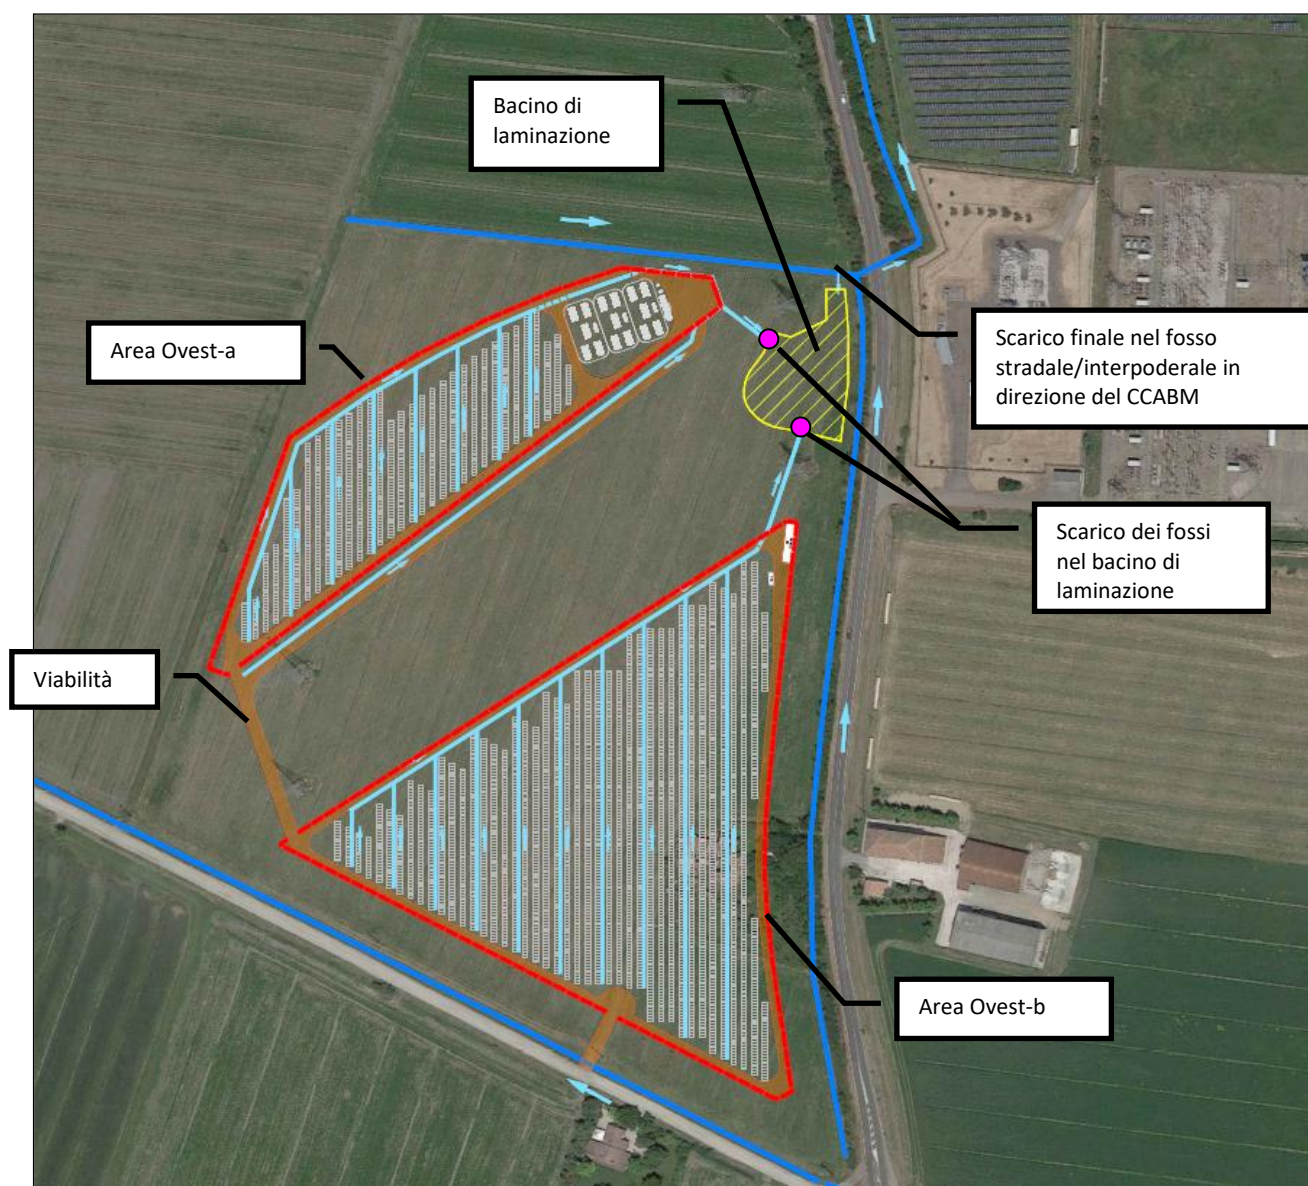 Bacino di
laminazione
Area Ovest-a
Scarico finale nel fosso
stradale/interpoderale in
direzione del CCABM
Scarico dei fossi
nel bacino di
laminazione
Viabilità
Area Ovest-b